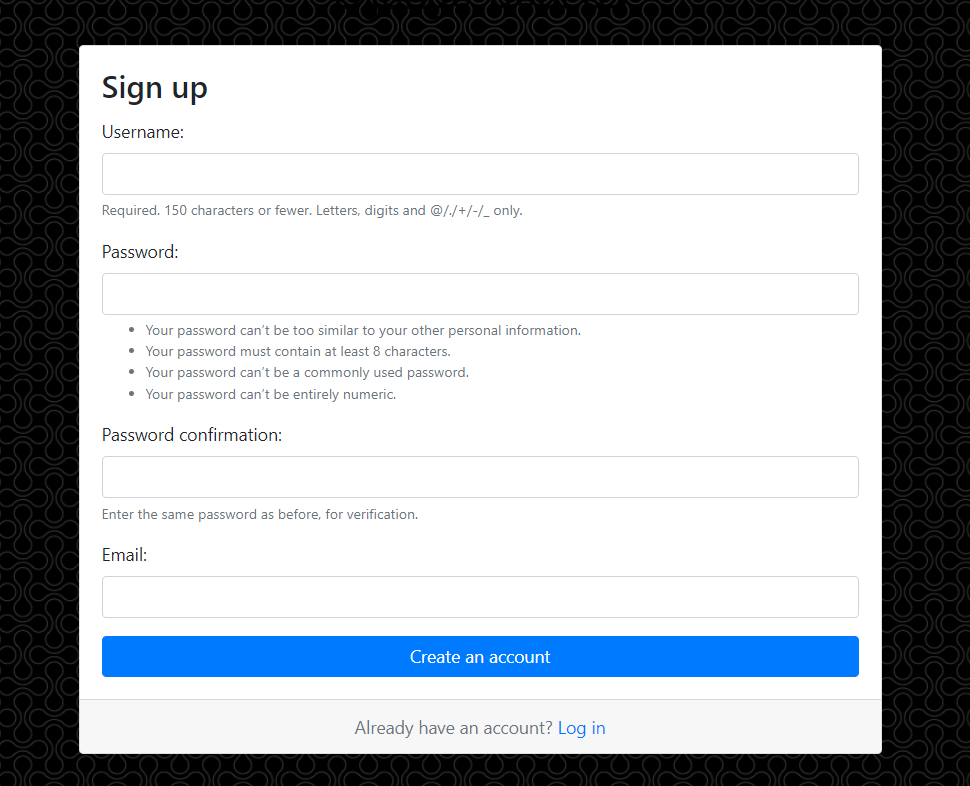 Sign up
Username:
Required. 150 characters or fewer. Letters, digits and @/./+/-/_ only.
Password:
Your password can’t be too similar to your other personal information.
Your password must contain at least 8 characters.
Your password can’t be a commonly used password.
Your password can’t be entirely numeric.
Password confirmation:
Enter the same password as before, for verification.
Email:
Create an account
Already have an account? Log in